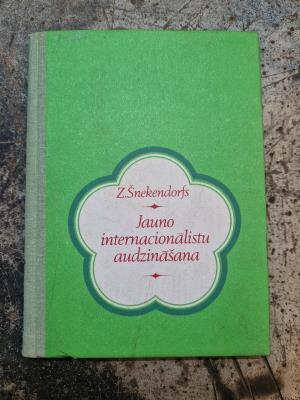 Z.Šnekendorfs
Jauno
internacionālistu
audzināšana